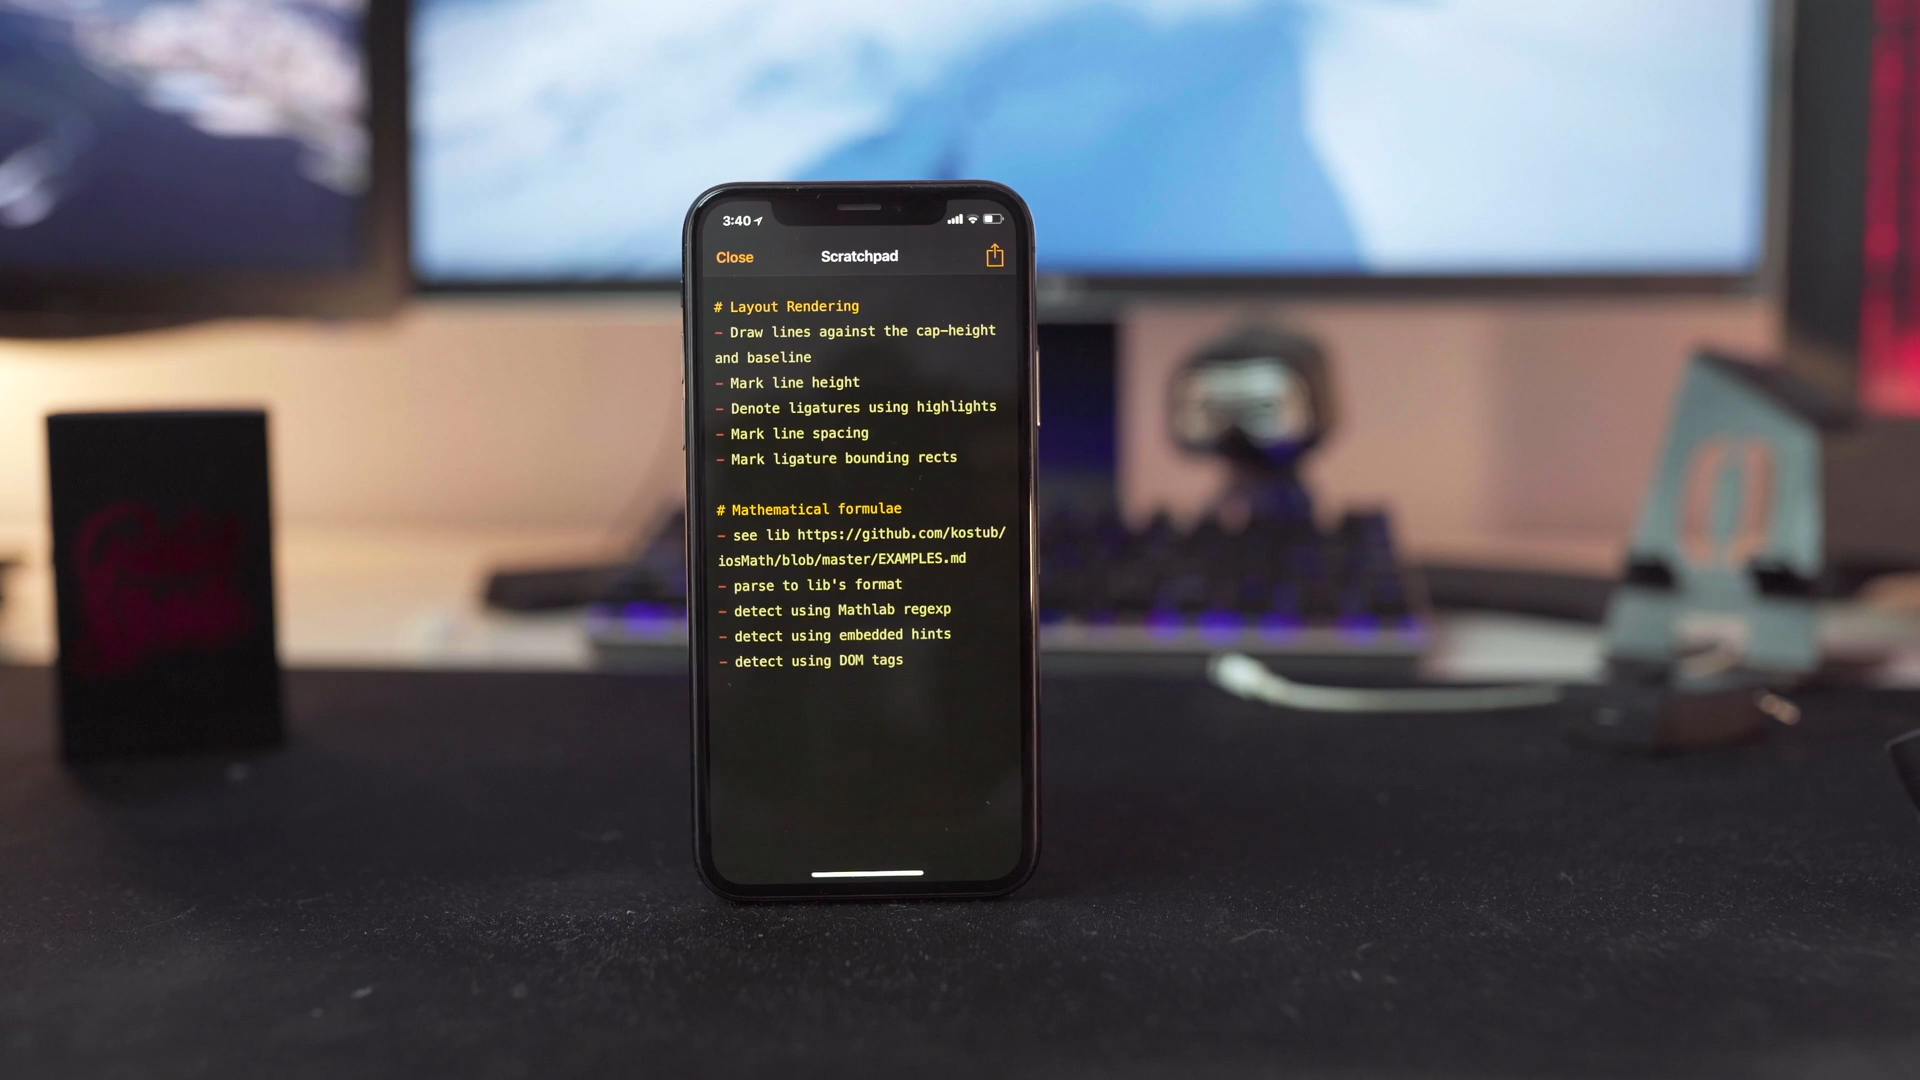 3:40
Close
Scratchpad
# Layout Rendering
- Draw lines against the cap-height
and baseline
- Mark line height
- Denote ligatures using highlights
- Mark line spacing
- Mark ligature bounding rects
# Mathematical formulae
- see lib https://github.com/kostub/
iosMath/blob/master/EXAMPLES.md
- parse to lib's format
- detect using Mathlab regexp
- detect using embedded hints
- detect using DOM tags